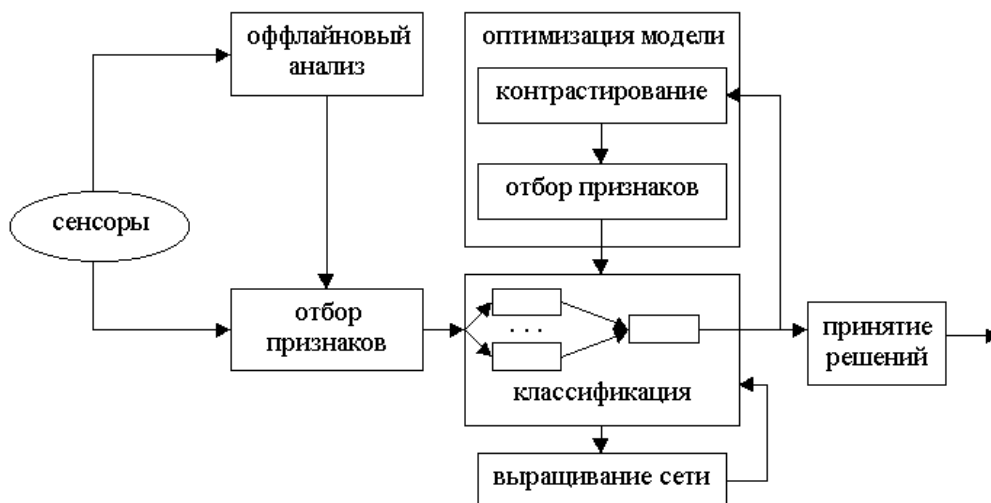 оффлайновый
анализ
оптимизация модели
контрастирование
отбор признаков
сенсоры
отбор
признаков
. . .
классификация
принятие
решений
выращивание сети